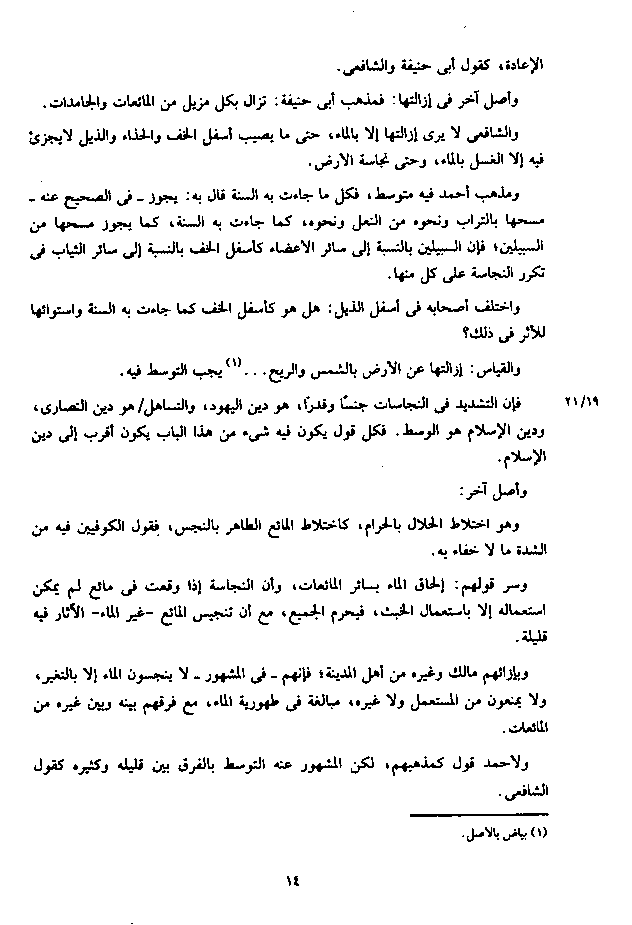 الإعادة، كقول أبى حنيفة والشافعى.
وأصل آخر فى إزالتها: فمذهب أبى حنيفة: تزال بكل مزيل من المائعات والجامدات.
والشافعى لا يرى إزالتها إلا بالماء، حتى ما يصيب أسفل الخف والحذاء والذيل لايجزئ
فيه إلا الغسل بالماء، وحتى نجاسة الأرض.
ومذهب أحمد فيه متوسط، فكل ما جاءت به السنة قال به: يجوز ـ فى الصحيح عنه ـ
مسحها بالتراب ونحوه من النعل ونحوه، كما جاءت به السنة، كما يجوز مسحها من
السبيلين؛ فإن السبيلين بالنسبة إلى سائر الأعضاء كأسفل الخف بالنسبة إلى سائر الثياب فى
تكرر النجاسة على كل منها.
واختلف أصحابه فى أسفل الذيل: هل هو كأسفل الخف كما جاءت به السنة واستوائها
للأثر فى ذلك؟
والقياس: إزالتها عن الأرض بالشمس والريح...(١) يجب التوسط فيه.
٢١/١٩ فإن التشديد فى النجاسات جنسًا وقدرًا، هو دين اليهود، والتساهل/ هو دين النصارى،
ودين الإسلام هو الوسط. فكل قول يكون فيه شىء من هذا الباب يكون أقرب إلى دين
الإسلام.
وأصل آخر:
وهو اختلاط الحلال بالحرام، كاختلاط المائع الطاهر بالنجس، فقول الكوفيين فيه من
الشدة ما لا خفاء به.
وسر قولهم: إلحاق الماء بسائر المائعات، وأن النجاسة إذا وقعت فى مائع لم يمكن
استعماله إلا باستعمال الخبث، فيحرم الجميع، مع أن تنجيس المائع -غير الماء- الآثار فيه
قليلة.
وبإزائهم مالك وغيره من أهل المدينة؛ فإنهم ـ فى المشهور ـ لا ينجسون الماء إلا بالتغير،
ولا يمنعون من المستعمل ولا غيره، مبالغة فى طهورية الماء، مع فرقهم بينه وبين غيره من
المائعات.
ولأحمد قول كمذهبهم، لكن المشهور عنه التوسط بالفرق بين قليله وكثيره كقول
الشافعى.
(١) بياض بالأصل.
١٤